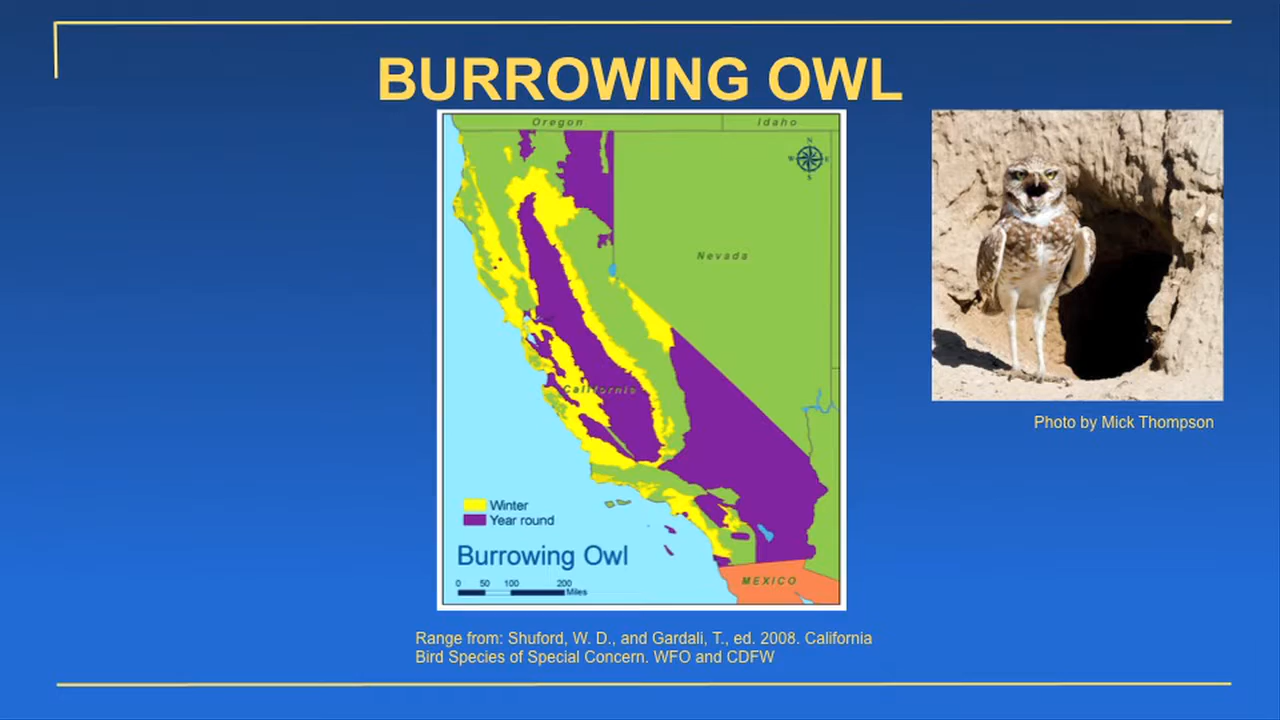 BURROWING OWL
Oregon
Idaho
N
W
E
S
Nevada
California
Winter
Year round
Burrowing Owl
0 50 100 200
Miles
MEXICO
Photo by Mick Thompson
Range from: Shuford, W. D., and Gardali, T., ed. 2008. California
Bird Species of Special Concern. WFO and CDFW